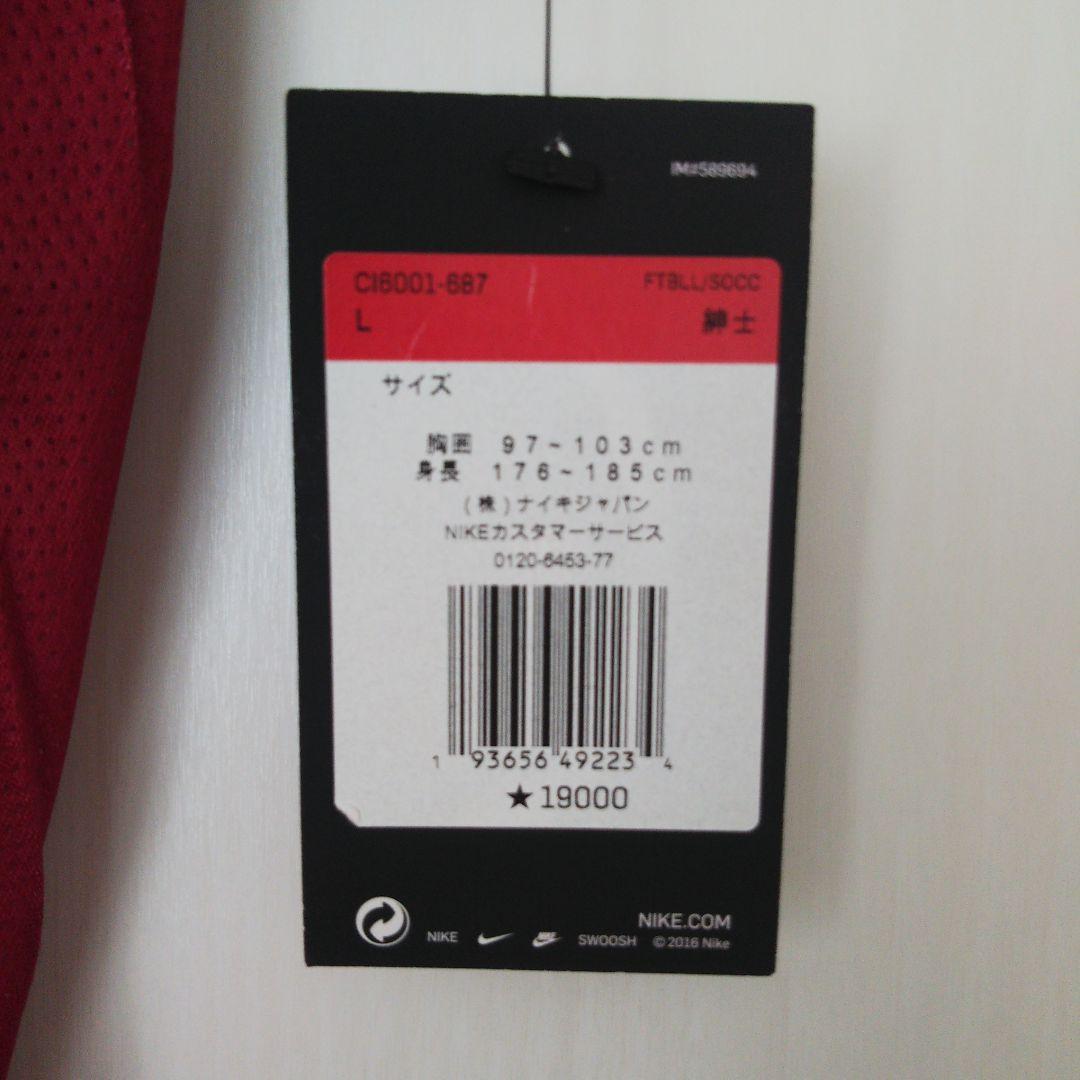 IM#589694
CI6001-687 FTBLL/SOCC
L 紳士
サイズ
胸囲 97~103cm
身長 176~185cm
(株)ナイキジャパン
NIKEカスタマーサービス
0120-6453-77
1 93656 49223 4
★19000
NIKE.COM
NIKE NIKE SWOOSH ©2016 Nike